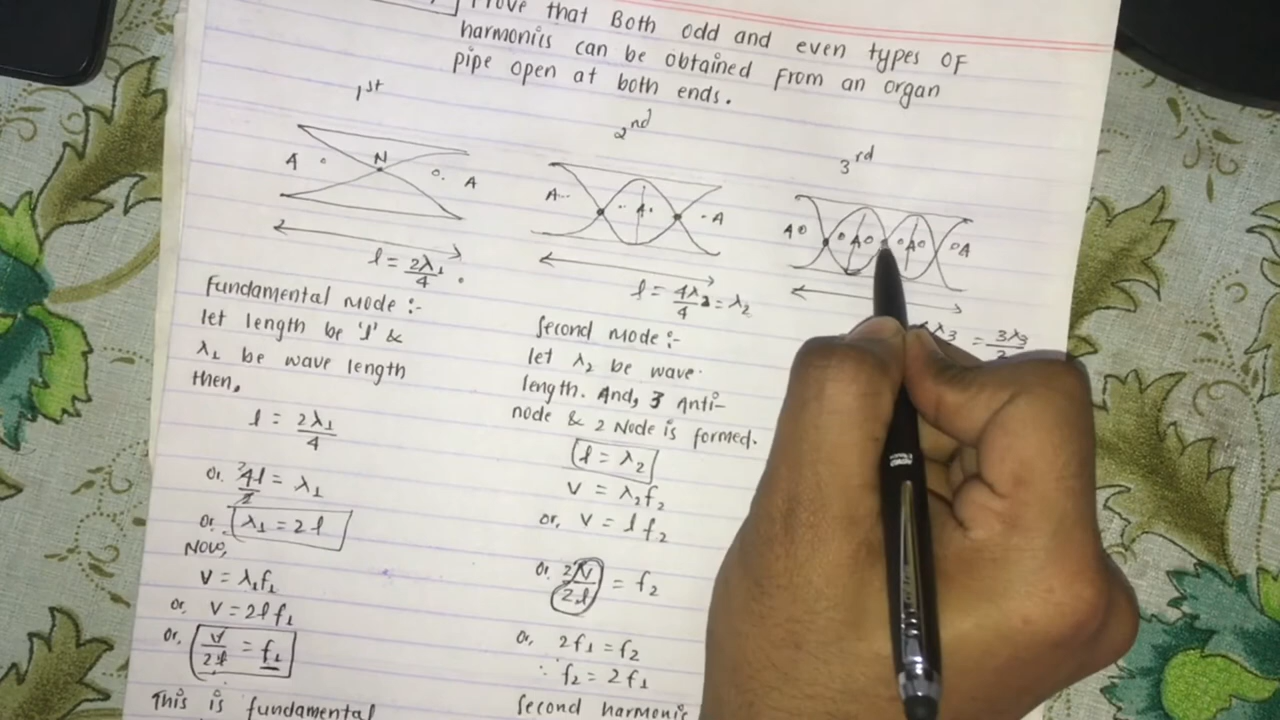 Prove that Both odd and even types OF
harmonics can be obtained From an organ
pipe open at both ends.
1st
A N A
l = 2λ1/4 .
Fundamental Mode :-
let length be 'l' &
λ1 be wave length
then,
l = 2λ1/4
or, 4l/2 = λ1
or, λ1 = 2l
Now,
V = λ1f1
or, V = 2l f1
or, V/2l = f1
This is fundamental
2nd
A A A
l = 4λ2/4 = λ2
Second mode :-
let λ2 be wave
length. And, 3 Anti-
node & 2 Node is formed.
l = λ2
V = λ2f2
or, V = l f2
or, 2V/2l = f2
or, 2f1 = f2
∵ f2 = 2f1
Second harmonic
3rd
A A A A
λ3 = 3λ3